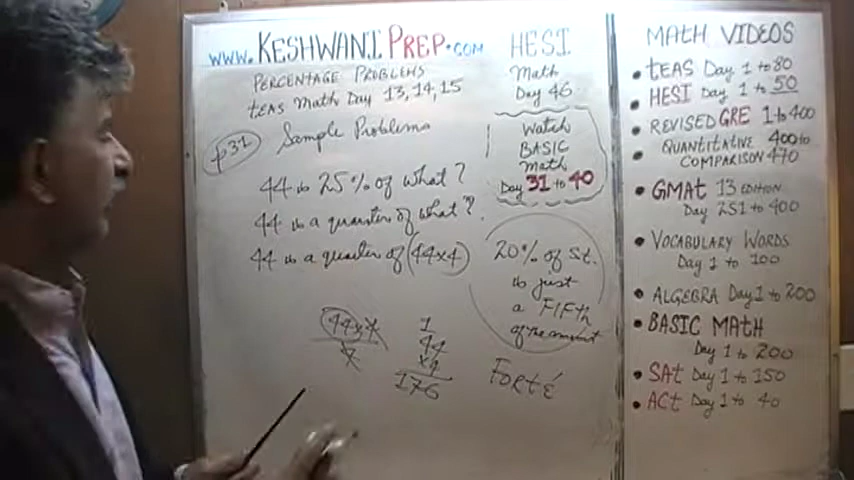 www.KESHWANIPREP.COM
PERCENTAGE PROBLEMS
tEAS Math Day 13, 14, 15
p31
Sample Problems
44 is 25% of what?
44 is a quarter of what?
44 is a quarter of (44x4)
44x4
4
1
44
x4
176
HESI
Math
Day 46
Watch
BASIC
Math
Day 31 to 40
20% of St.
is just
a FIFth
of the amount
FORtÉ
MAtH VIDEOS
• tEAS Day 1 to 80
• HESI Day 1 to 50
• REVISED GRE 1 to 400
• QUANTITATIVE 400 to
COMPARISON 470
• GMAt 13 EDITION
Day 251 to 400
• VOCABULARY WORDS
Day 1 to 100
• ALGEBRA Day 1 to 200
• BASIC MAtH
Day 1 to 200
• SAt Day 1 to 150
• ACt Day 1 to 40